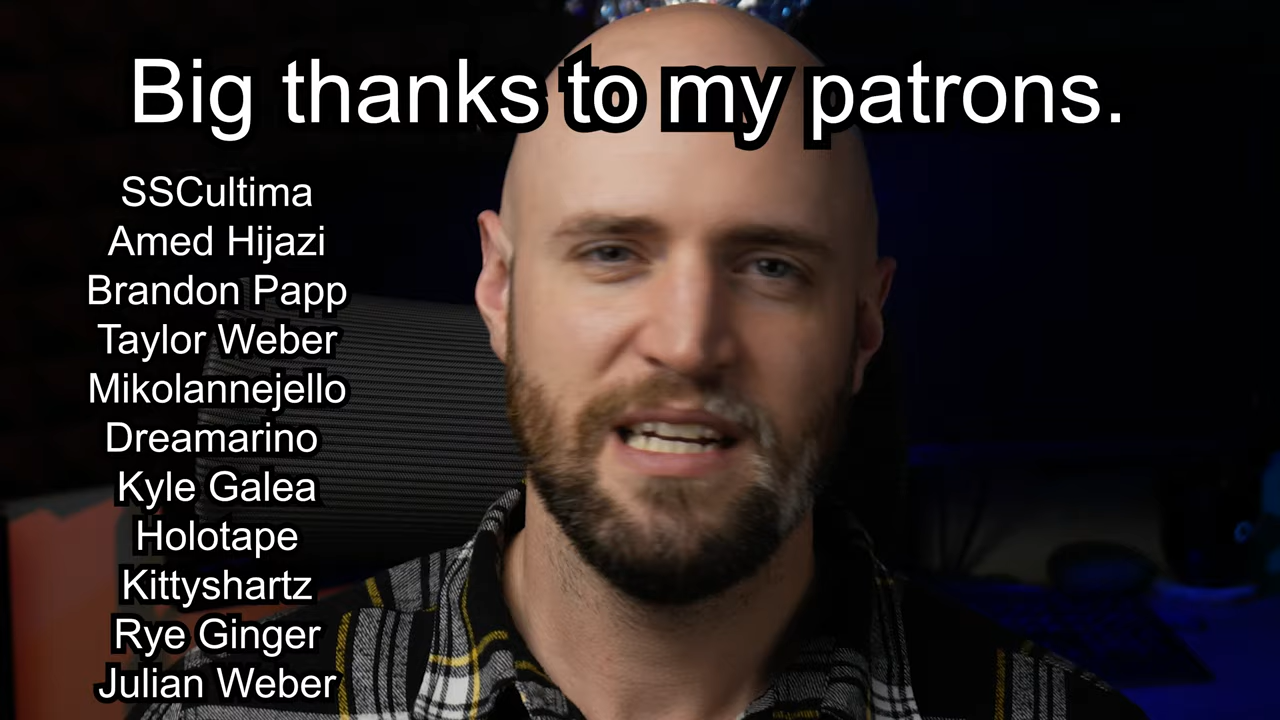 Big thanks to my patrons.
SSCultima
Amed Hijazi
Brandon Papp
Taylor Weber
Mikolannejello
Dreamarino
Kyle Galea
Holotape
Kittyshartz
Rye Ginger
Julian Weber